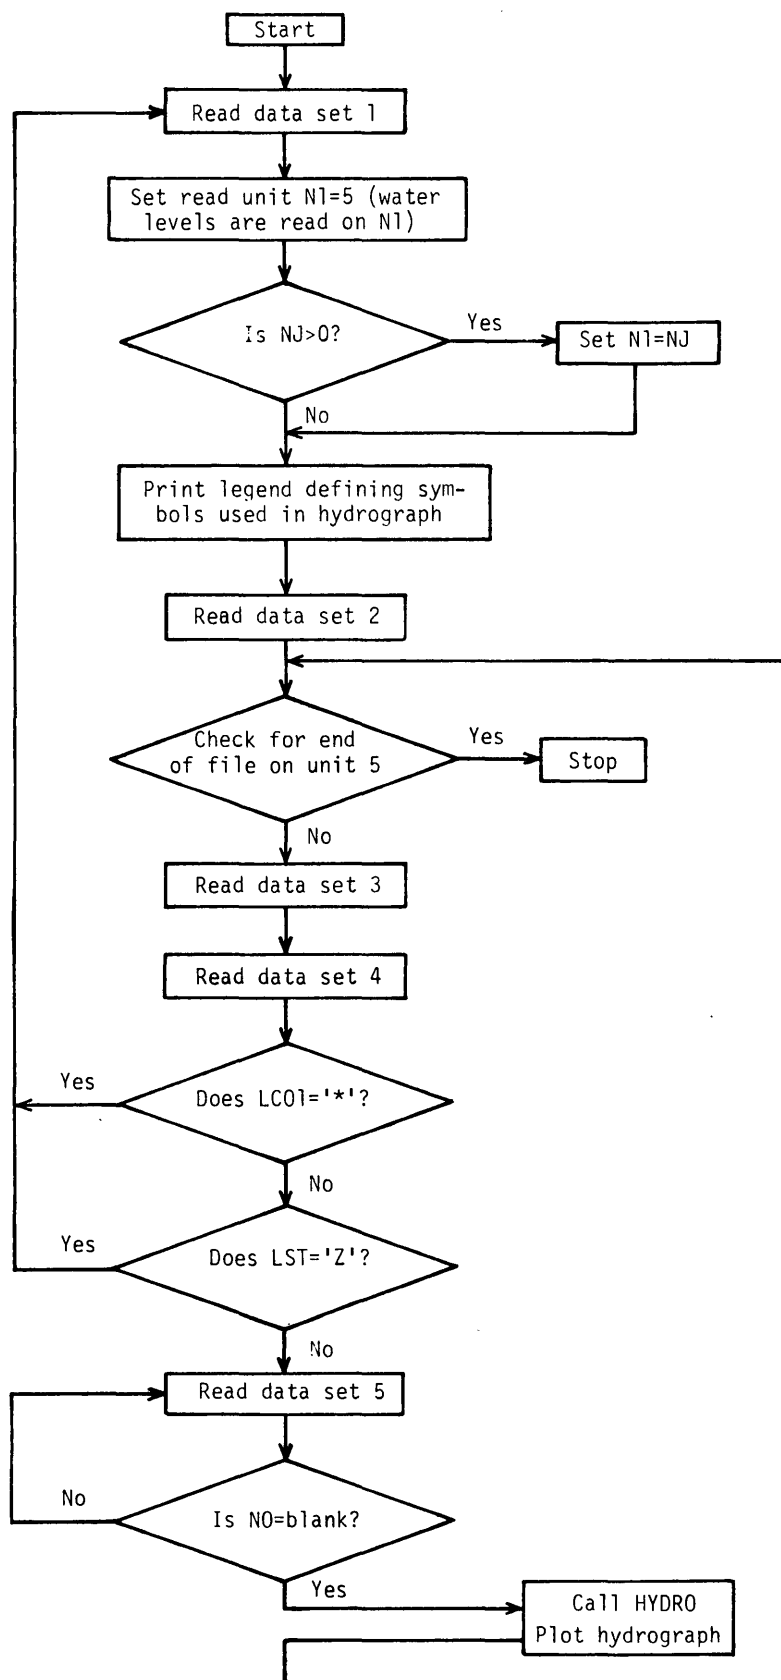 Start
Read data set 1
Set read unit N1=5 (water
levels are read on N1)
Is NJ>0?
Yes
Set N1=NJ
No
Print legend defining sym-
bols used in hydrograph
Read data set 2
Check for end
of file on unit 5
Yes
Stop
No
Read data set 3
Read data set 4
Yes
Does LCO1='*'?
No
Yes
Does LST='Z'?
No
Read data set 5
No
Is NO=blank?
Yes
Call HYDRO
Plot hydrograph